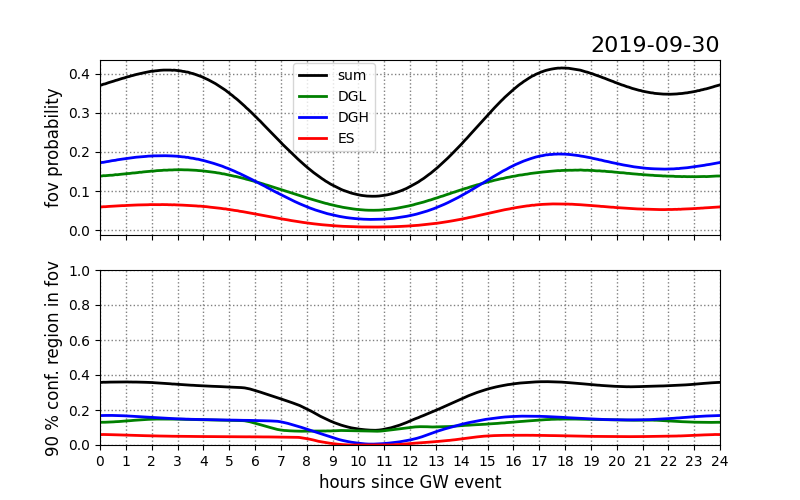 2019-09-30
fov probability
0.4
0.3
0.2
0.1
0.0
sum
DGL
DGH
ES
90 % conf. region in fov
1.0
0.8
0.6
0.4
0.2
0.0
0 1 2 3 4 5 6 7 8 9 10 11 12 13 14 15 16 17 18 19 20 21 22 23 24
hours since GW event